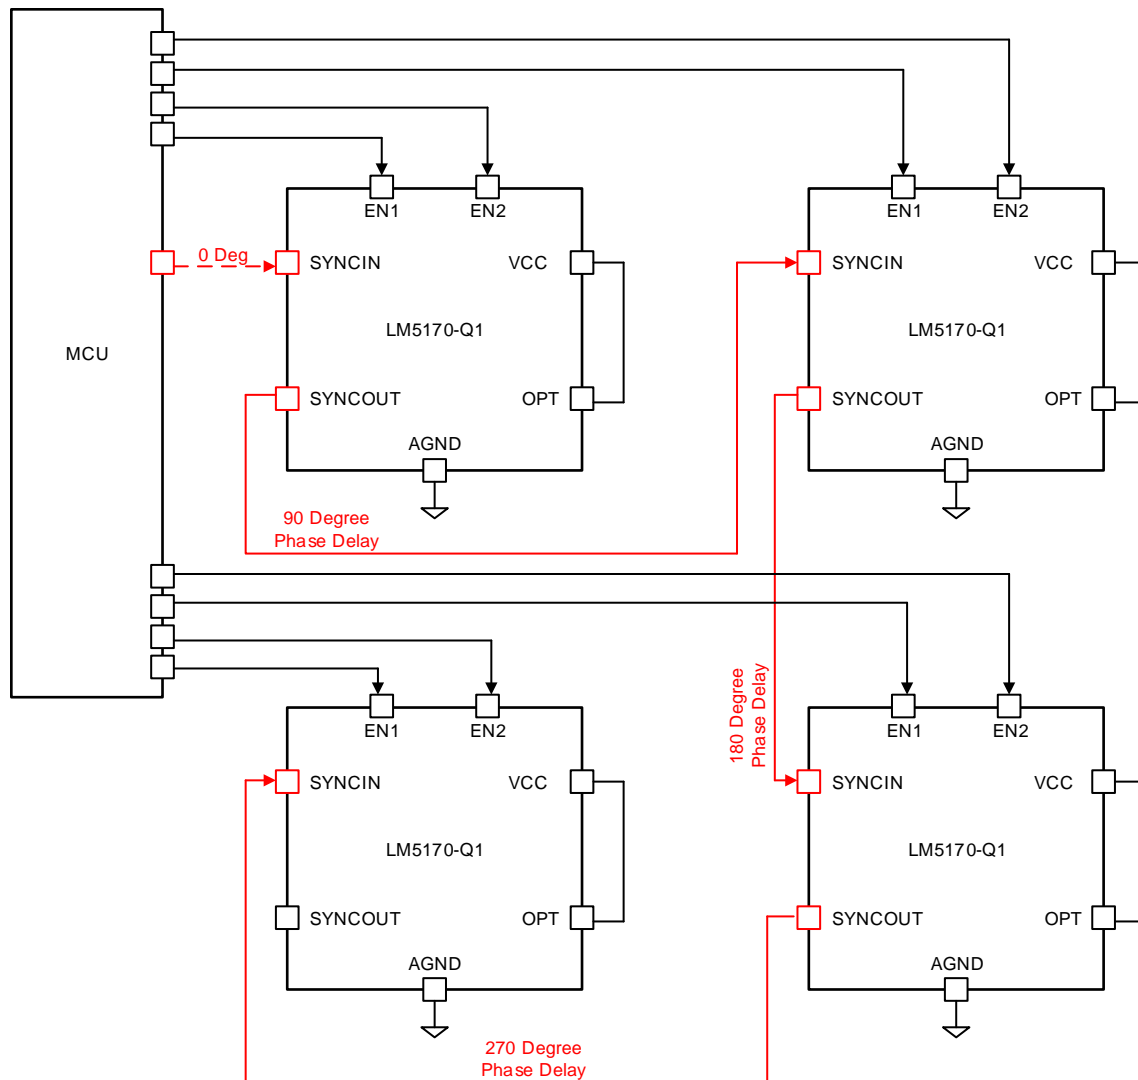 EN1
EN2
EN1
EN2
0 Deg
SYNCIN
VCC
SYNCIN
VCC
LM5170-Q1
LM5170-Q1
MCU
SYNCOUT
OPT
SYNCOUT
OPT
AGND
AGND
90 Degree
Phase Delay
180 Degree
Phase Delay
EN1
EN2
EN1
EN2
SYNCIN
VCC
SYNCIN
VCC
LM5170-Q1
LM5170-Q1
SYNCOUT
OPT
SYNCOUT
OPT
AGND
AGND
270 Degree
Phase Delay